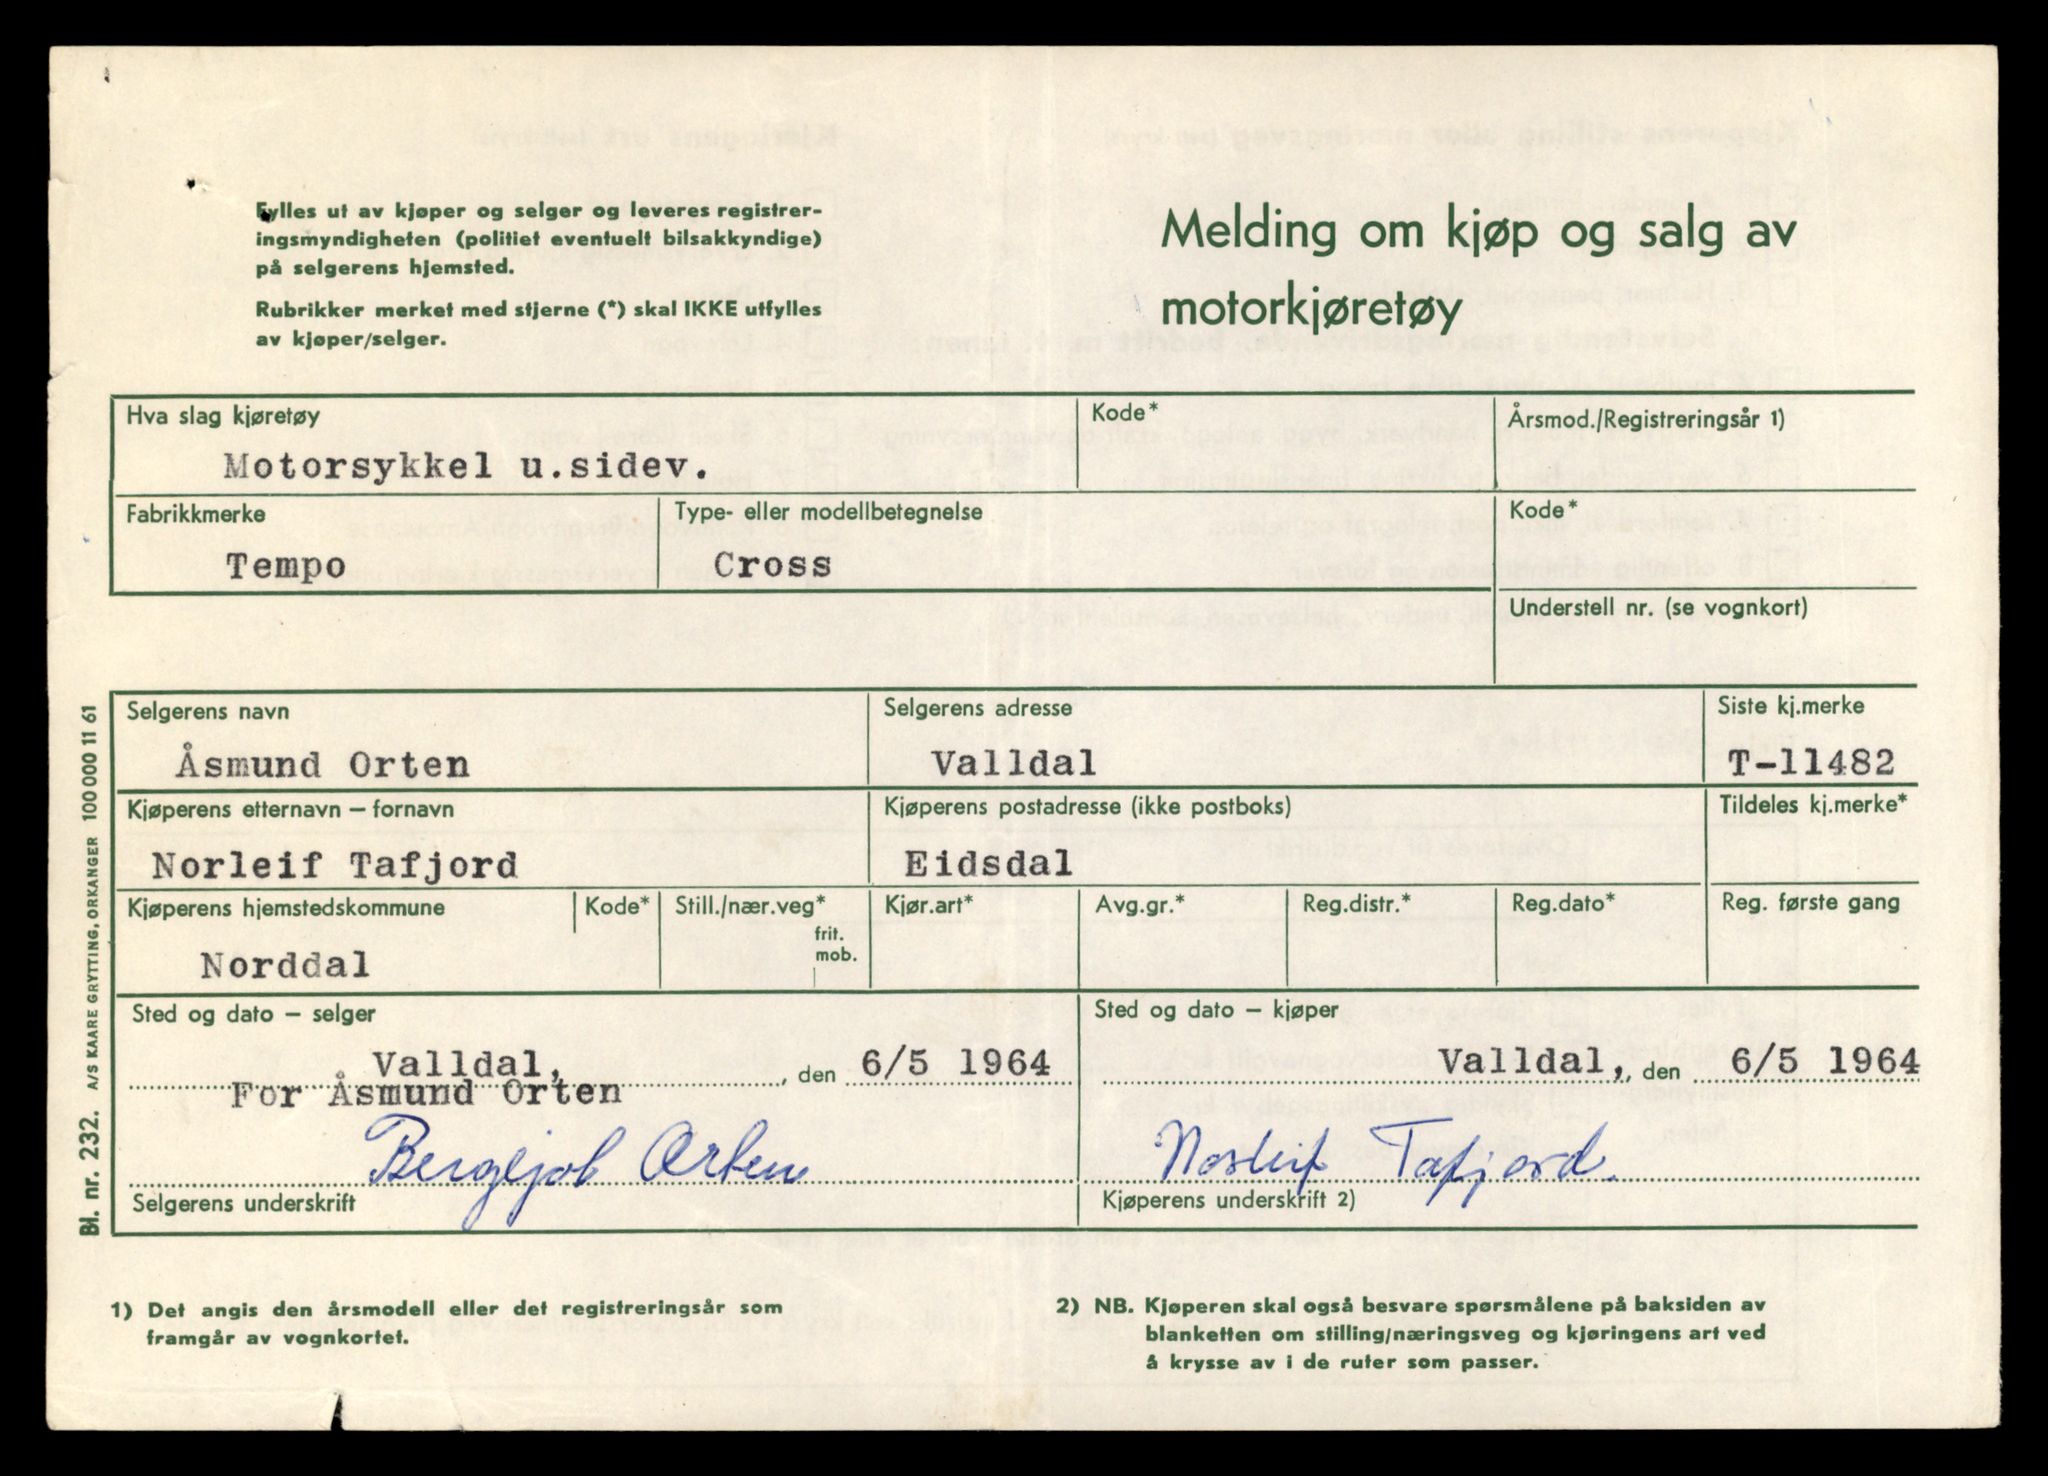 Fylles ut av kjøper og selger og leveres registrer-
ingsmyndigheten (politiet eventuelt bilsakkyndige)
på selgerens hjemsted.
Rubrikker merket med stjerne (*) skal IKKE utfylles
av kjøper/selger.
Melding om kjøp og salg av
motorkjøretøy
Hva slag kjøretøy
Kode*
Årsmod./Registreringsår 1)
Motorsykkel u.sidev.
Fabrikkmerke
Type- eller modellbetegnelse
Kode*
Tempo
Cross
Understell nr. (se vognkort)
Selgerens navn
Selgerens adresse
Siste kj.merke
Åsmund Orten
Valldal
T-11482
Kjøperens etternavn – fornavn
Kjøperens postadresse (ikke postboks)
Tildeles kj.merke*
Norleif Tafjord
Eidsdal
Kjøperens hjemstedskommune
Kode*
Still./nær.veg*
frit.
mob.
Kjør.art*
Avg.gr.*
Reg.distr.*
Reg.dato*
Reg. første gang
Norddal
Sted og dato – selger
Sted og dato – kjøper
Valldal, , den 6/5 1964
Valldal, , den 6/5 1964
For Åsmund Orten
Orten
Norleif Tafjord.
Selgerens underskrift
Kjøperens underskrift 2)
Bl. nr. 232. A/S KAARE GRYTTING, ORKANGER 100 000 11 61
1) Det angis den årsmodell eller det registreringsår som
framgår av vognkortet.
2) NB. Kjøperen skal også besvare spørsmålene på baksiden av
blanketten om stilling/næringsveg og kjøringens art ved
å krysse av i de ruter som passer.